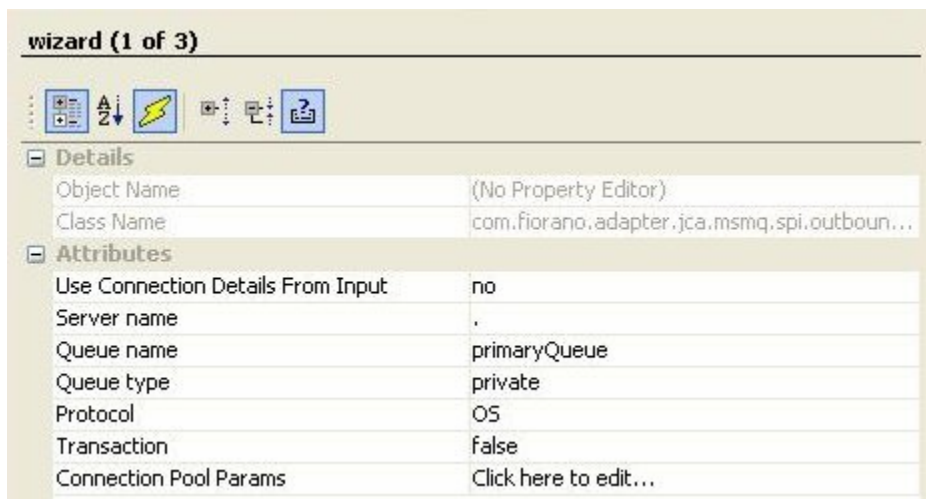 wizard (1 of 3)
Details
Object Name (No Property Editor)
Class Name com.fiorano.adapter.jca.msmq.spi.outboun...
Attributes
Use Connection Details From Input no
Server name .
Queue name primaryQueue
Queue type private
Protocol OS
Transaction false
Connection Pool Params Click here to edit...